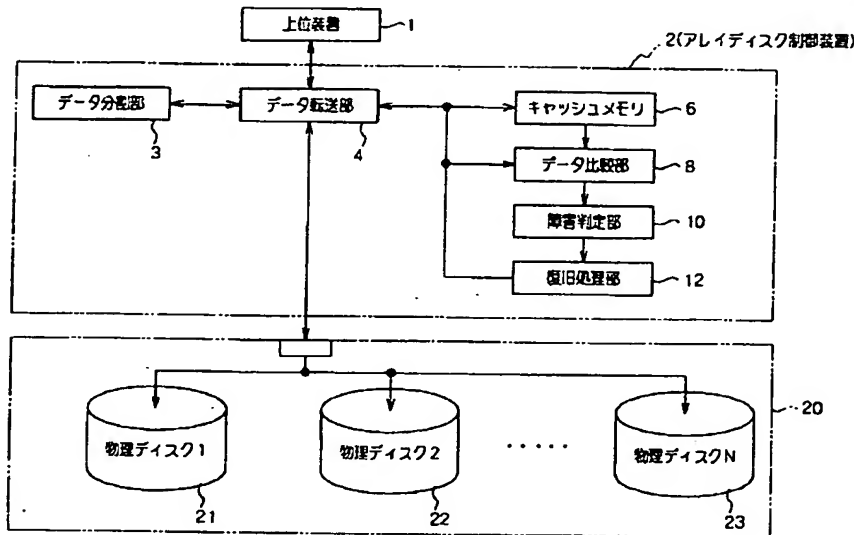 上位装置
1
2(アレイディスク制御装置)
データ分割部
3
データ転送部
4
キャッシュメモリ
6
データ比較部
8
障害判定部
10
復旧処理部
12
20
物理ディスク1
21
物理ディスク2
22
・・・・・
物理ディスクN
23